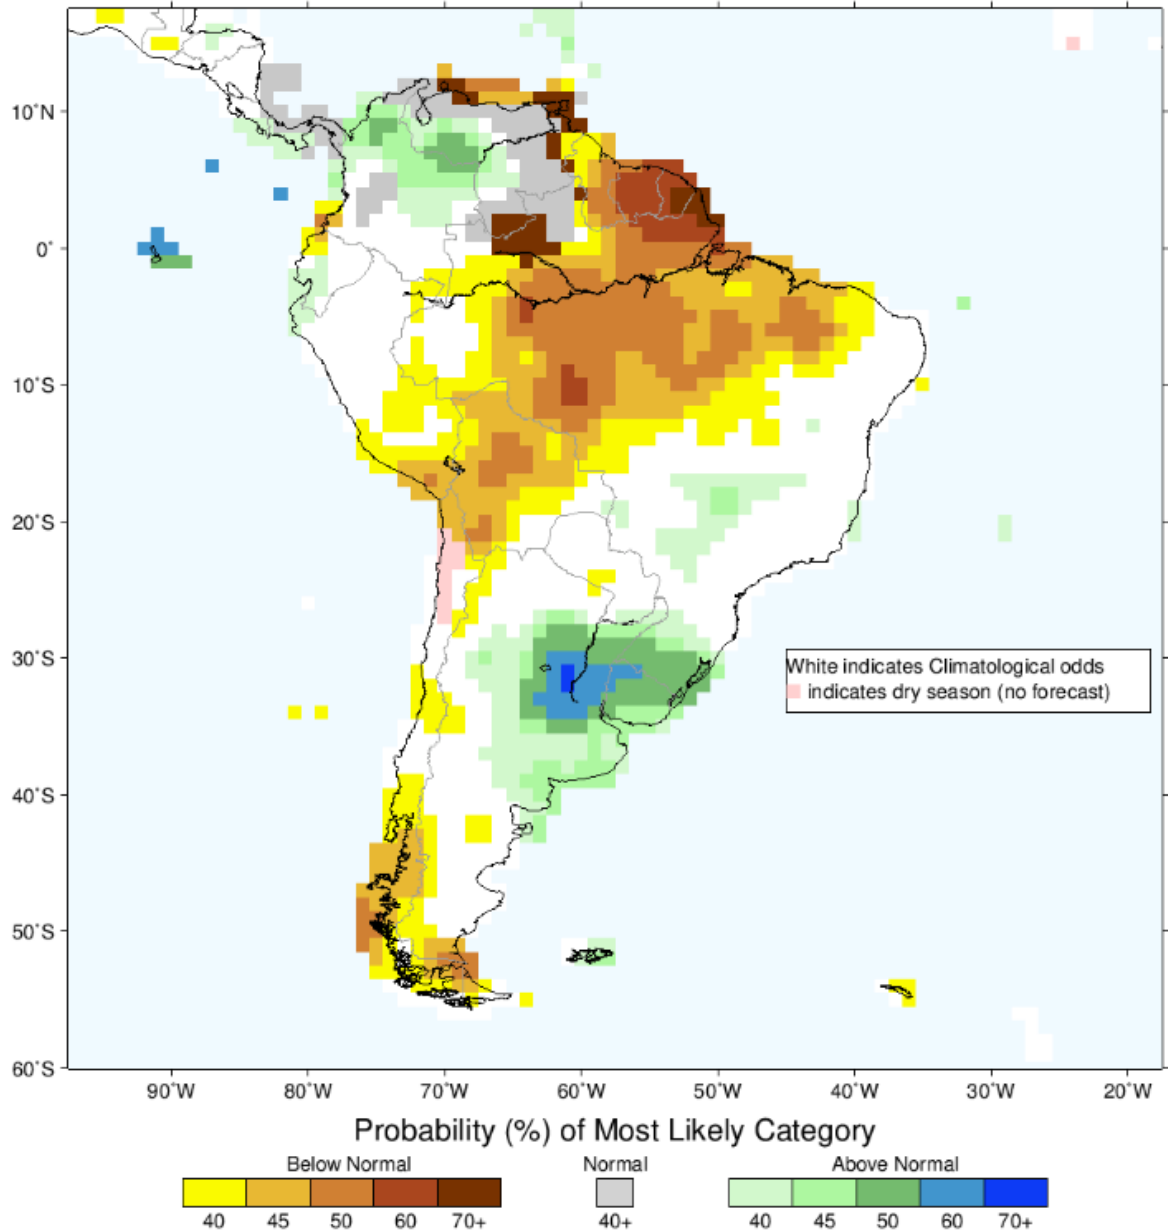 10°N
0°
10°S
20°S
30°S
40°S
50°S
60°S
White indicates Climatological odds
indicates dry season (no forecast)
90°W 80°W 70°W 60°W 50°W 40°W 30°W 20°W
Probability (%) of Most Likely Category
Below Normal Normal Above Normal
40 45 50 60 70+ 40+ 40 45 50 60 70+